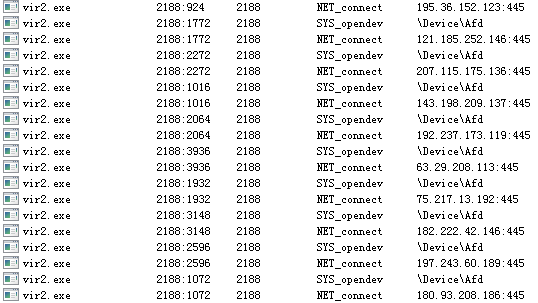 vir2.exe 2188:924 2188 NET_connect 195.36.152.123:445
vir2.exe 2188:1772 2188 SYS_opendev \Device\Afd
vir2.exe 2188:1772 2188 NET_connect 121.185.252.146:445
vir2.exe 2188:2272 2188 SYS_opendev \Device\Afd
vir2.exe 2188:2272 2188 NET_connect 207.115.175.136:445
vir2.exe 2188:1016 2188 SYS_opendev \Device\Afd
vir2.exe 2188:1016 2188 NET_connect 143.198.209.137:445
vir2.exe 2188:2064 2188 SYS_opendev \Device\Afd
vir2.exe 2188:2064 2188 NET_connect 192.237.173.119:445
vir2.exe 2188:3936 2188 SYS_opendev \Device\Afd
vir2.exe 2188:3936 2188 NET_connect 63.29.208.113:445
vir2.exe 2188:1932 2188 SYS_opendev \Device\Afd
vir2.exe 2188:1932 2188 NET_connect 75.217.13.192:445
vir2.exe 2188:3148 2188 SYS_opendev \Device\Afd
vir2.exe 2188:3148 2188 NET_connect 182.222.42.146:445
vir2.exe 2188:2596 2188 SYS_opendev \Device\Afd
vir2.exe 2188:2596 2188 NET_connect 197.243.60.189:445
vir2.exe 2188:1072 2188 SYS_opendev \Device\Afd
vir2.exe 2188:1072 2188 NET_connect 180.93.208.186:445